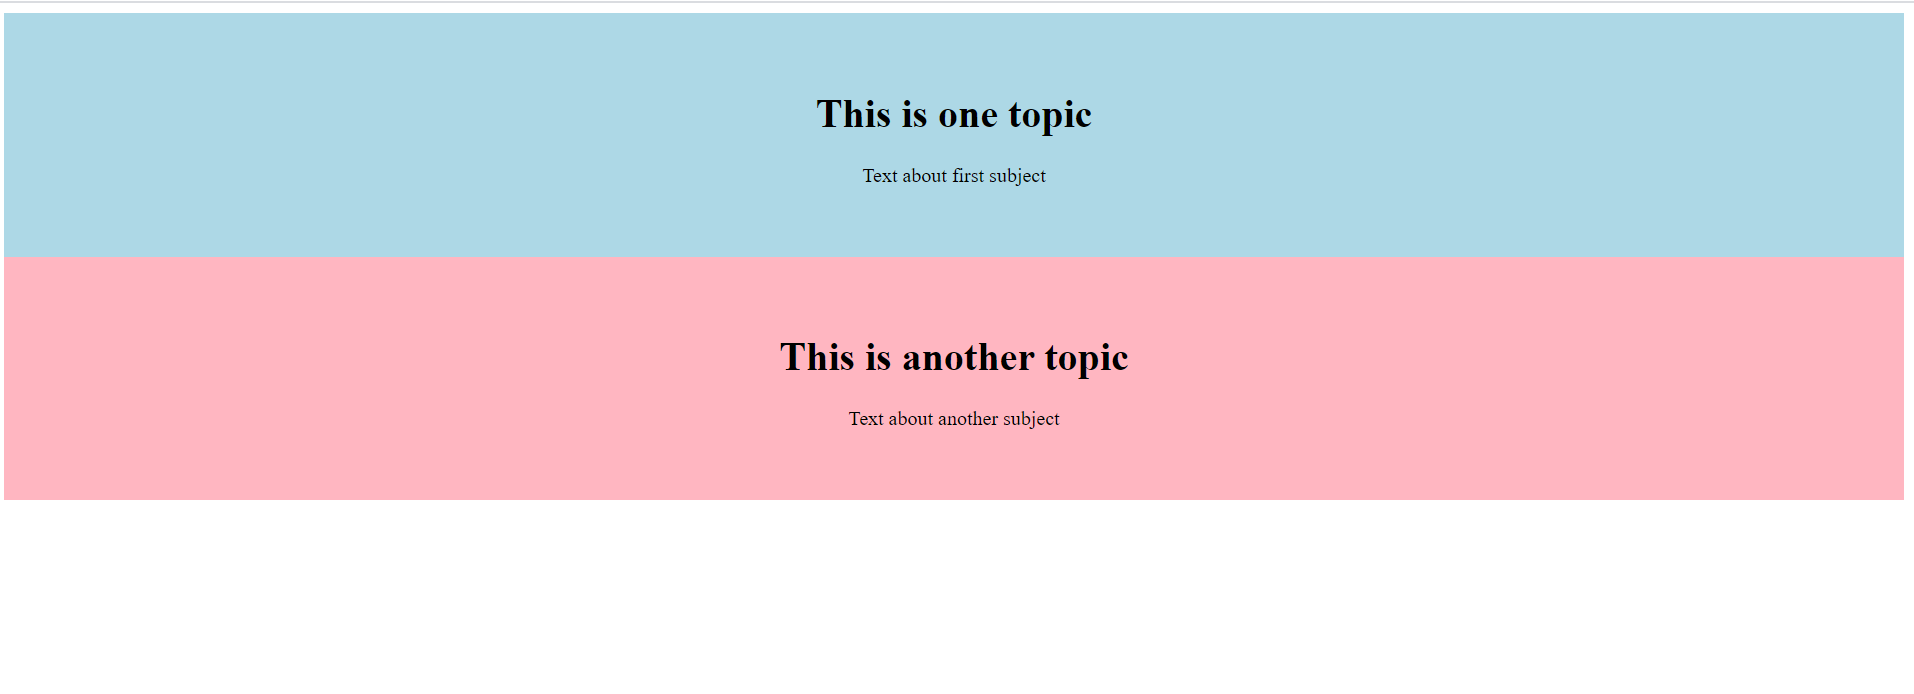 This is one topic
Text about first subject
This is another topic
Text about another subject